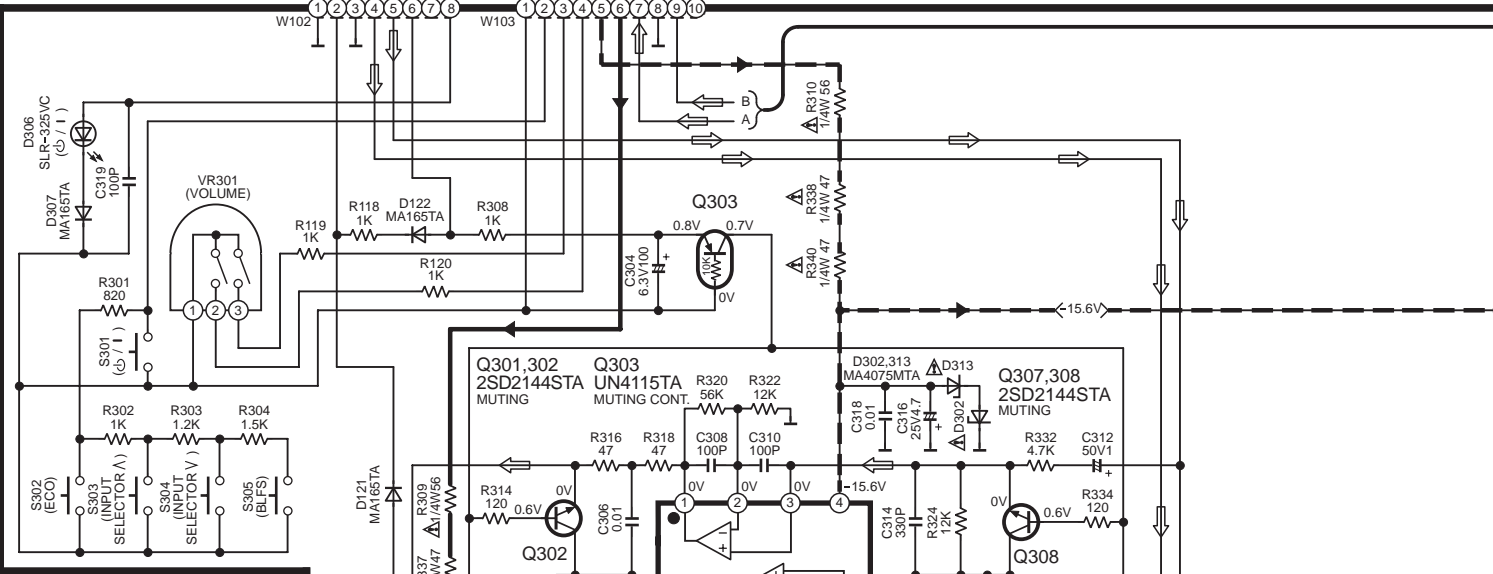 W102
1 2 3 4 5 6 7 8
W103
1 2 3 4 5 6 7 8 9 10
D306
SLR-325VC
(⏻ / I)
C319
100P
D307
MA165TA
VR301
(VOLUME)
1 2 3
R119
1K
R118
1K
D122
MA165TA
R308
1K
R120
1K
C304
6.3V100
+
Q303
0.8V
0.7V
10K
0V
B
A
R310
1/4W 56
R338
1/4W 47
R340
1/4W 47
-15.6V
R301
820
S301
(⏻ / I)
R302
1K
R303
1.2K
R304
1.5K
S302
(ECO)
S303
(INPUT
SELECTOR Λ)
S304
(INPUT
SELECTOR V)
S305
(BLFS)
D121
MA165TA
R309
1/4W56
37
W47
Q301,302
2SD2144STA
MUTING
Q303
UN4115TA
MUTING CONT.
R320
56K
R322
12K
R316
47
R318
47
C308
100P
C310
100P
R314
120
0.6V
0V
Q302
C306
0.01
0V
0V
0V
-15.6V
1 2 3 4
−
+
D302,313
MA4075MTA
D313
C318
0.01
C316
25V4.7
+
D302
Q307,308
2SD2144STA
MUTING
R332
4.7K
C312
50V1
+
C314
330P
R324
12K
0V
0.6V
R334
120
Q308